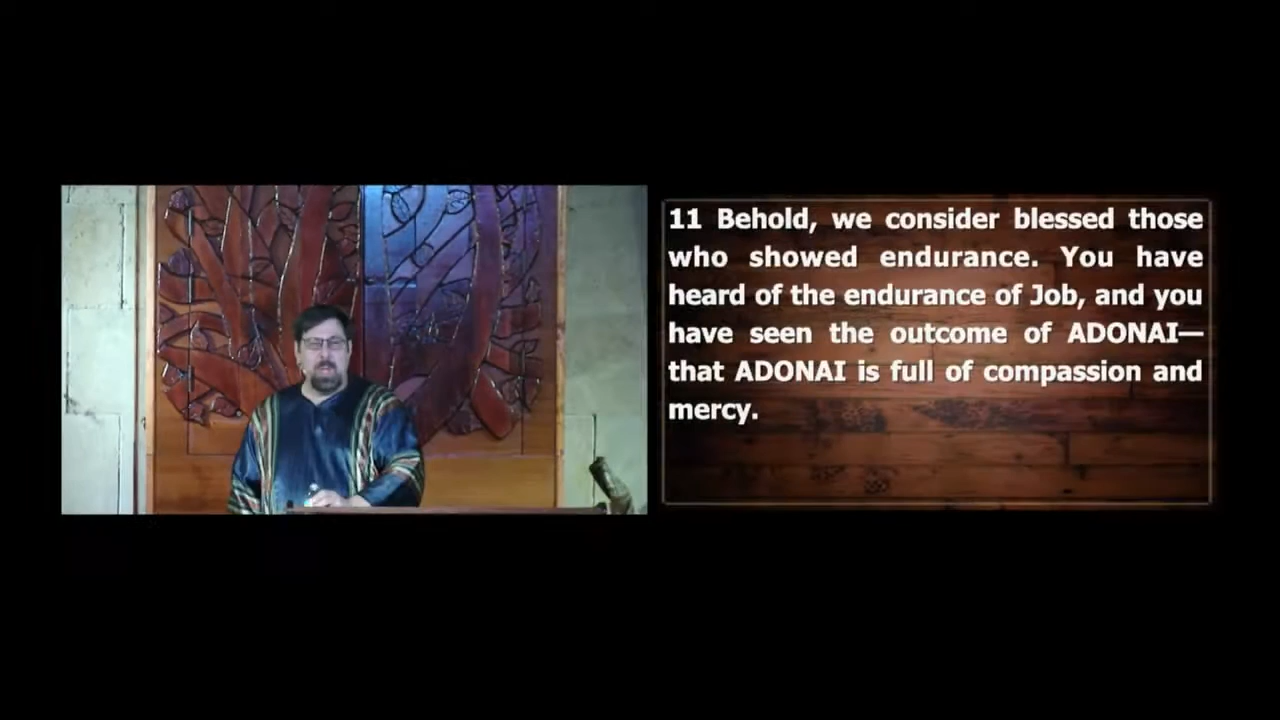 11 Behold, we consider blessed those
who showed endurance. You have
heard of the endurance of Job, and you
have seen the outcome of ADONAI—
that ADONAI is full of compassion and
mercy.